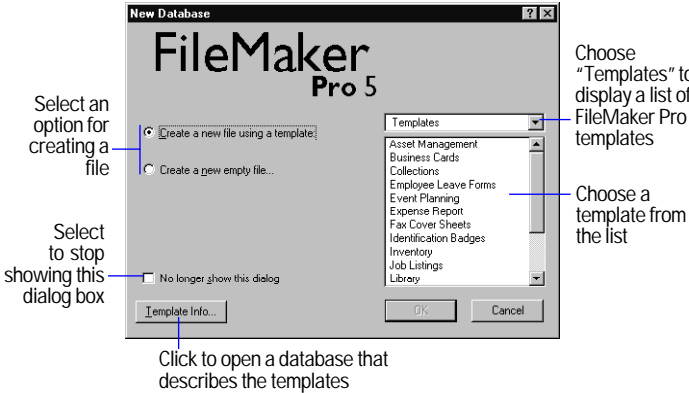 New Database
FileMaker
Pro 5
Choose
“Templates” to
display a list of
FileMaker Pro
templates
Select an
option for
creating a
file
Create a new file using a template:
Create a new empty file...
Templates
Asset Management
Business Cards
Collections
Employee Leave Forms
Event Planning
Expense Report
Fax Cover Sheets
Identification Badges
Inventory
Job Listings
Library
Choose a
template from
the list
Select
to stop
showing this
dialog box
No longer show this dialog
Template Info...
OK
Cancel
Click to open a database that
describes the templates